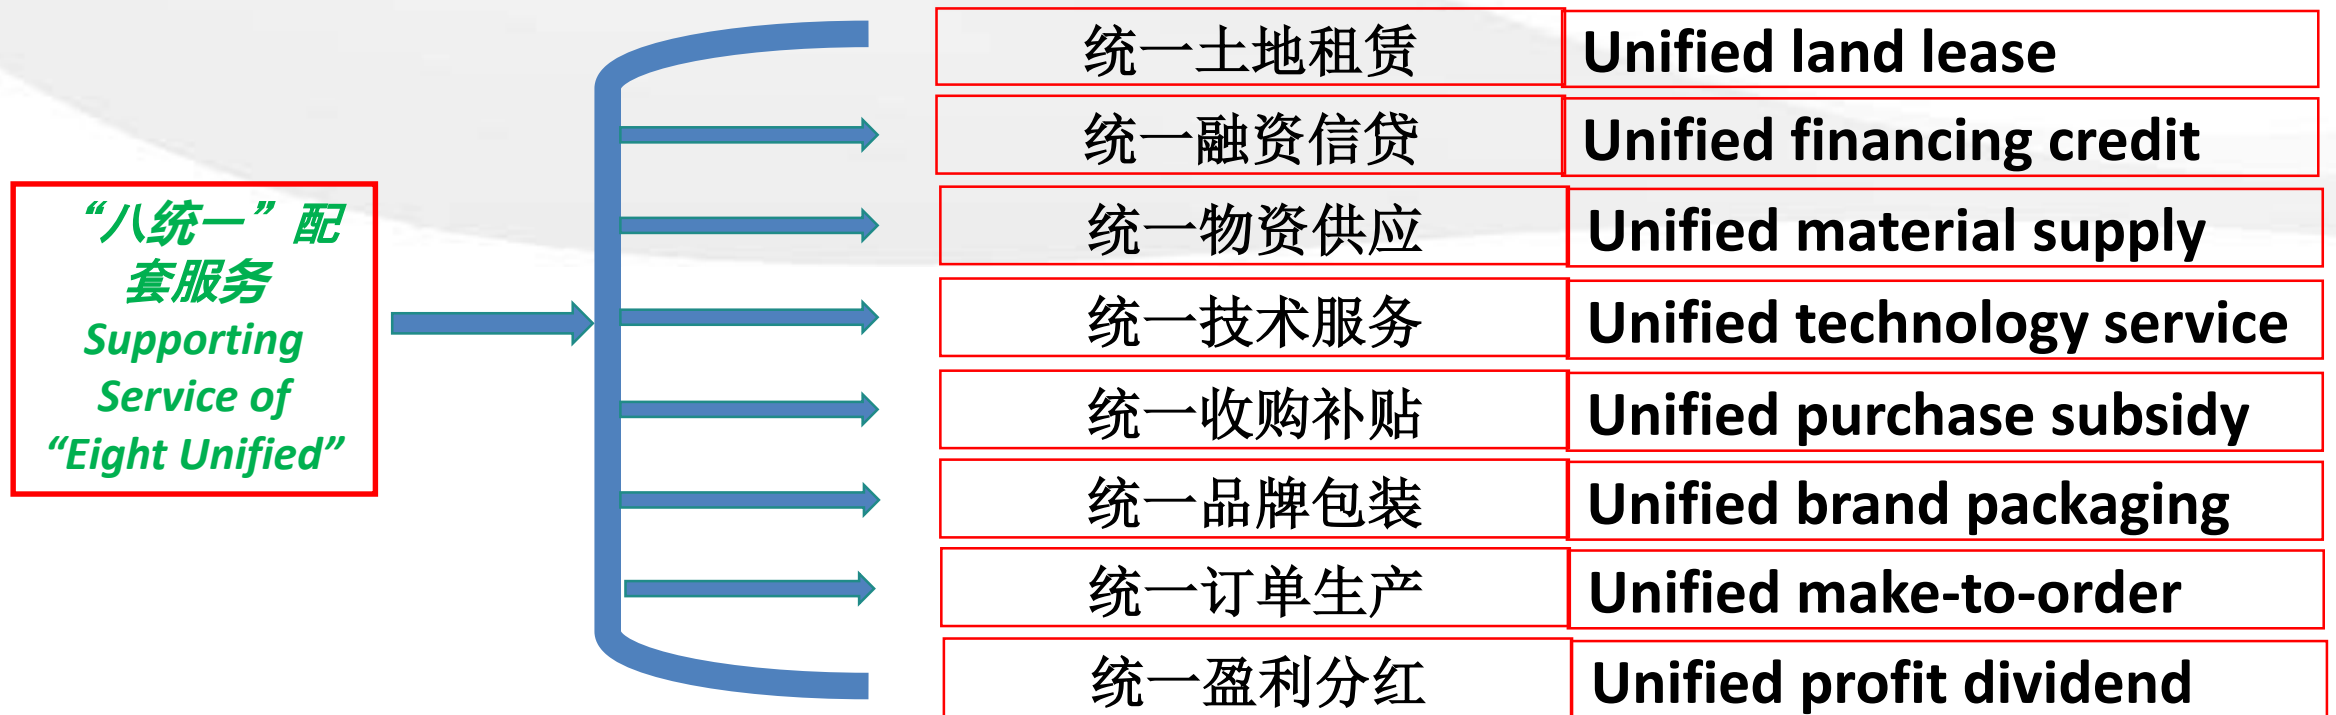 “八统一”配
套服务
Supporting
Service of
“Eight Unified”
统一土地租赁 Unified land lease
统一融资信贷 Unified financing credit
统一物资供应 Unified material supply
统一技术服务 Unified technology service
统一收购补贴 Unified purchase subsidy
统一品牌包装 Unified brand packaging
统一订单生产 Unified make-to-order
统一盈利分红 Unified profit dividend